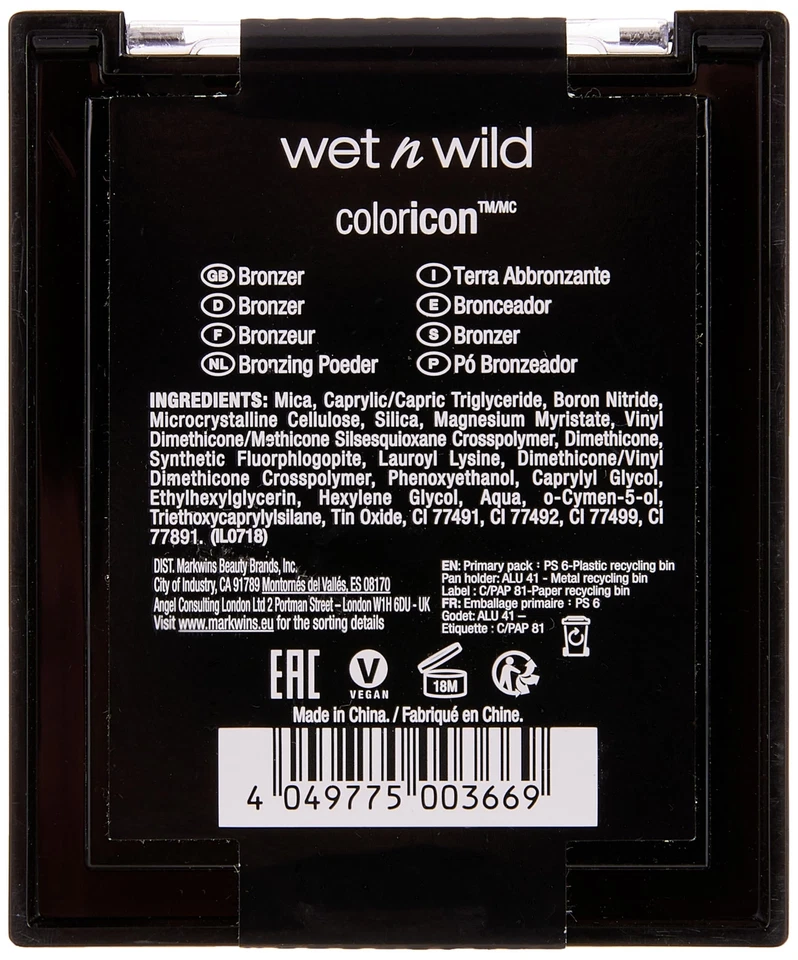 wet n wild
coloricon™/MC
GB Bronzer
D Bronzer
F Bronzeur
NL Bronzing Poeder
I Terra Abbronzante
E Bronceador
S Bronzer
P Pó Bronzeador
INGREDIENTS: Mica, Caprylic/Capric Triglyceride, Boron Nitride,
Microcrystalline Cellulose, Silica, Magnesium Myristate, Vinyl
Dimethicone/Methicone Silsesquioxane Crosspolymer, Dimethicone,
Synthetic Fluorphlogopite, Lauroyl Lysine, Dimethicone/Vinyl
Dimethicone Crosspolymer, Phenoxyethanol, Caprylyl Glycol,
Ethylhexylglycerin, Hexylene Glycol, Aqua, o-Cymen-5-ol,
Triethoxycaprylylsilane, Tin Oxide, CI 77491, CI 77492, CI 77499, CI
77891. (IL0718)
DIST. Markwins Beauty Brands, Inc.
City of Industry, CA 91789 Montornés del Vallés, ES 08170
Angel Consulting London Ltd 2 Portman Street – London W1H 6DU - UK
Visit www.markwins.eu for the sorting details
EN: Primary pack : PS 6-Plastic recycling bin
Pan holder: ALU 41 - Metal recycling bin
Label : C/PAP 81-Paper recycling bin
FR: Emballage primaire : PS 6
Godet: ALU 41 –
Etiquette : C/PAP 81
EAC
V
VEGAN
18M
Made in China. / Fabriqué en Chine.
4 049775 003669